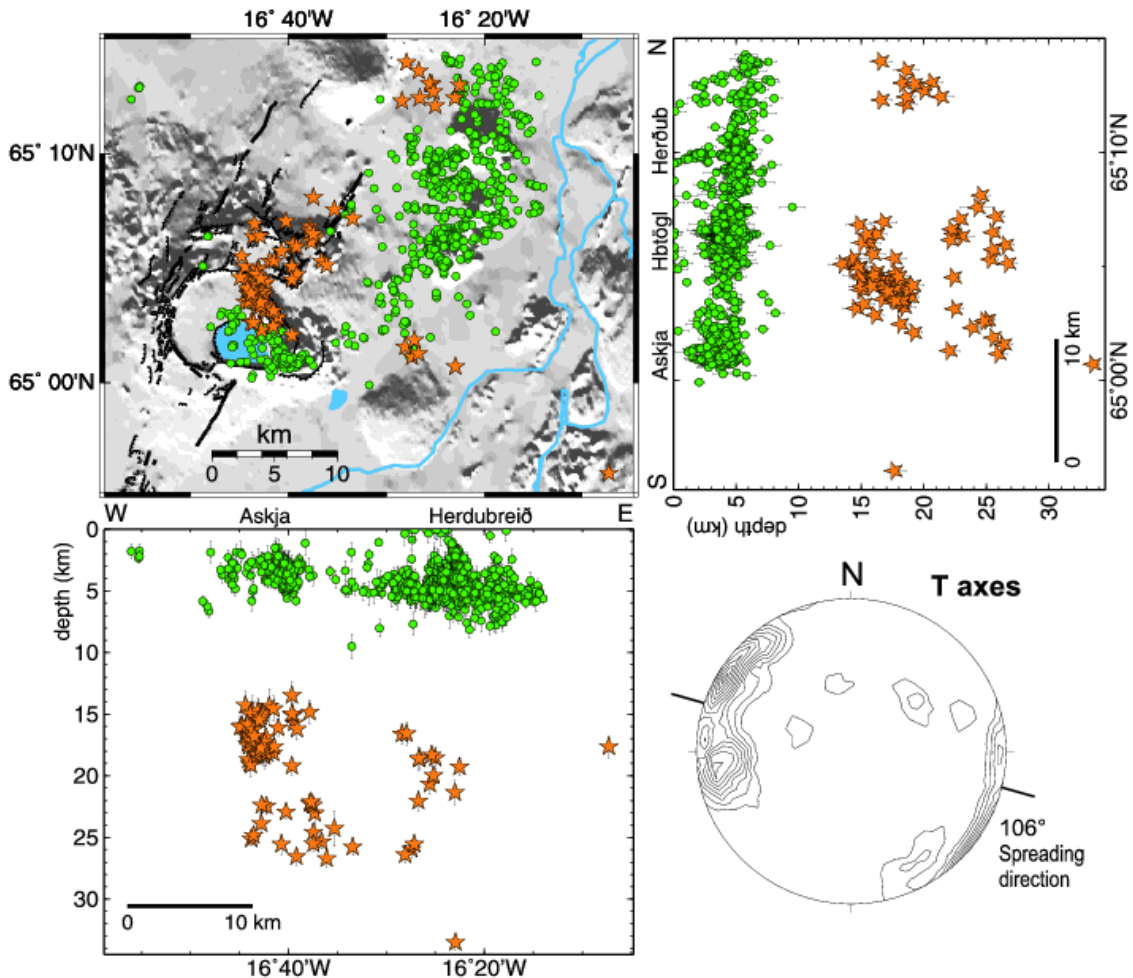 16° 40'W
16° 20'W
65° 10'N
65° 00'N
km
0 5 10
N
Herðub
Hbtögl
Askja
S
65°10'N
65°00'N
10 km
0
0 5 10 15 20 25 30
depth (km)
W
Askja
Herdubreið
E
depth (km)
0
5
10
15
20
25
30
0
10 km
16°40'W
16°20'W
N
T axes
106°
Spreading
direction